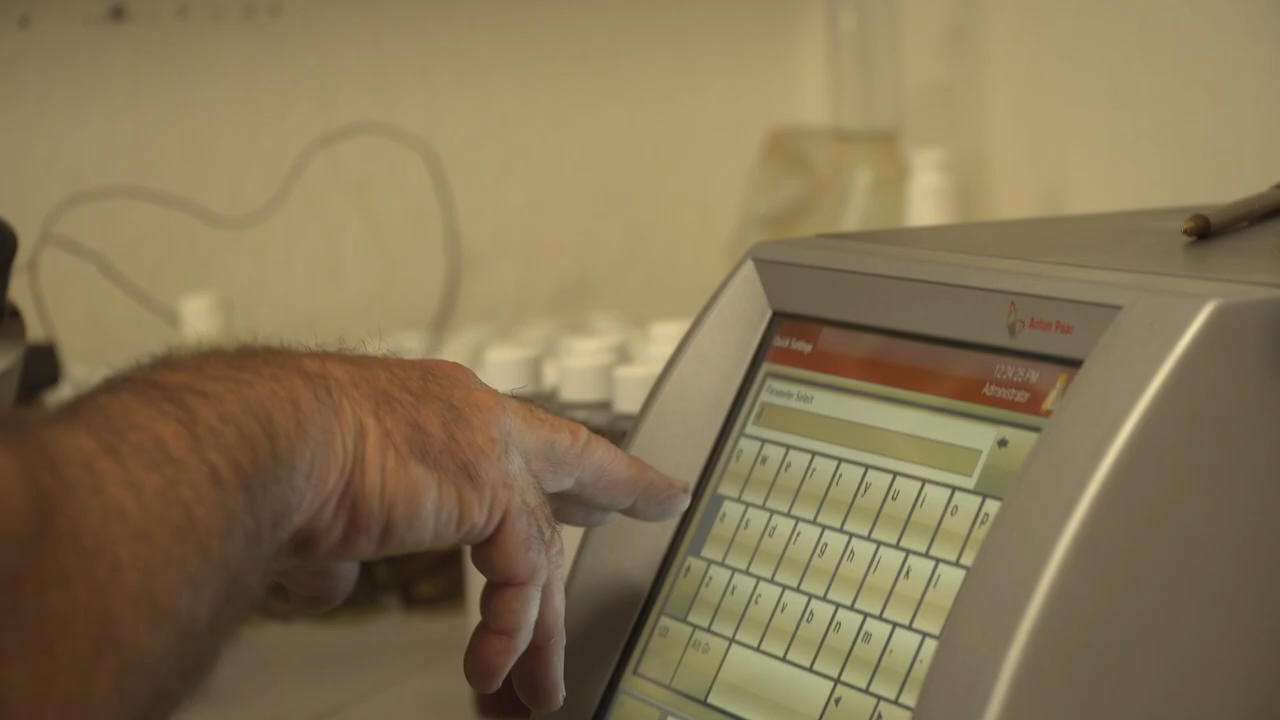 Anton Paar
Quick Settings
12:24:25 PM
Administrator
Parameter Select
q w e r t y u i o p
a s d f g h j k l
z x c v b n m
Alt Gr